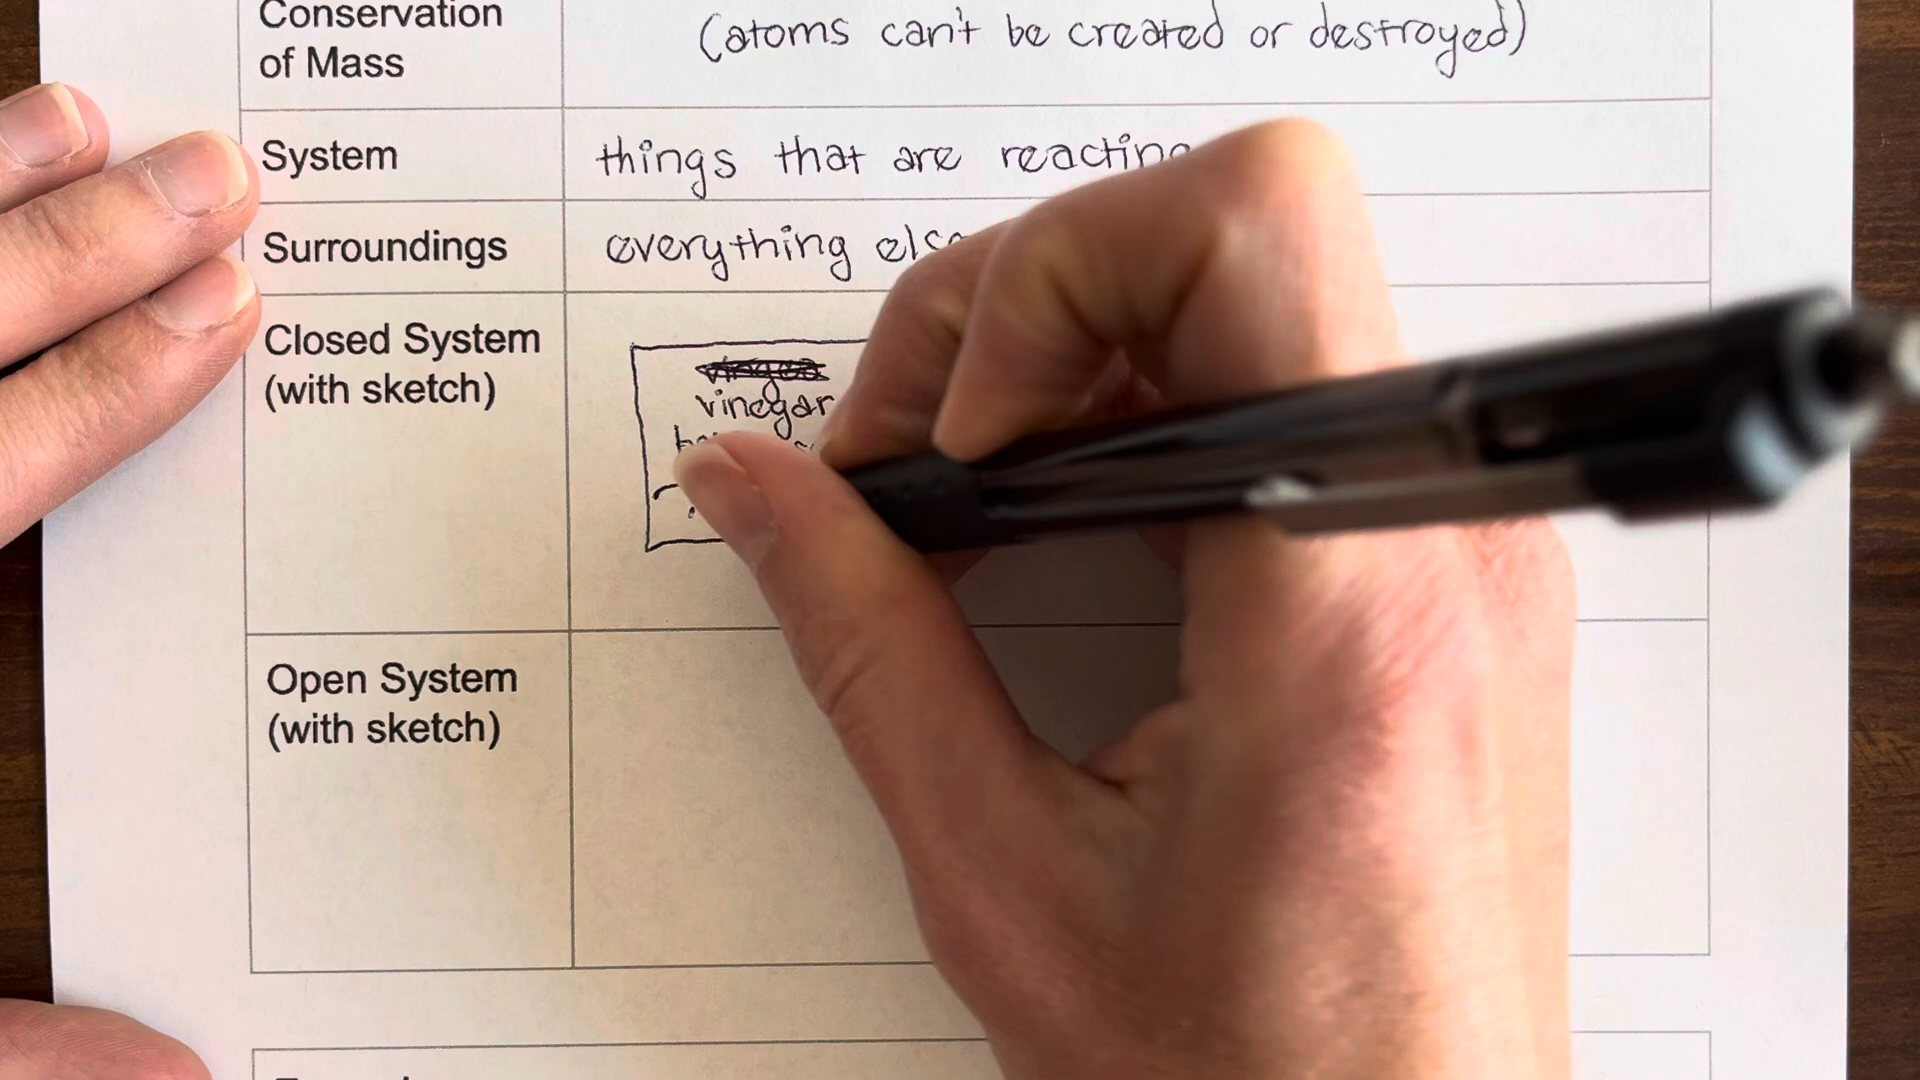 Conservation
of Mass
(atoms can't be created or destroyed)
System
things that are reacting
Surroundings
everything else
Closed System
(with sketch)
vinegar
Open System
(with sketch)